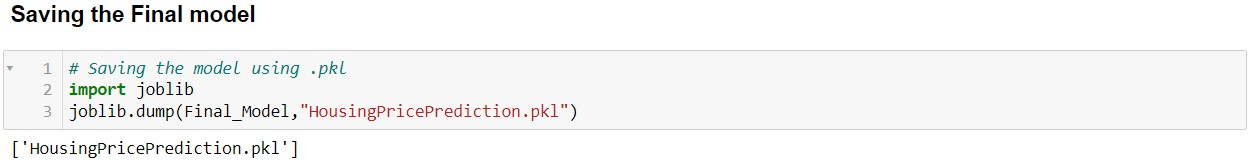 Saving the Final model
1 # Saving the model using .pkl
2 import joblib
3 joblib.dump(Final_Model,"HousingPricePrediction.pkl")
['HousingPricePrediction.pkl']